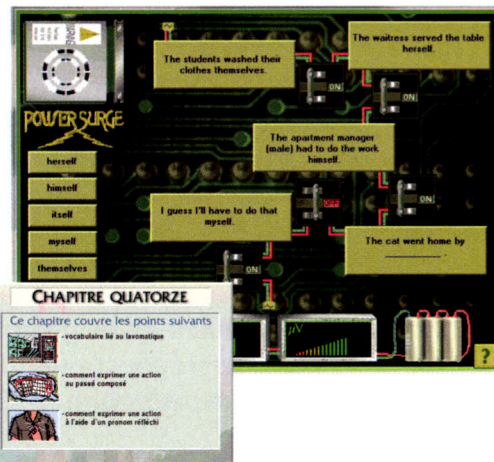 The students washed their
clothes themselves.
ON
The waitress served the table
herself.
ON
POWER SURGE
herself
himself
itself
myself
themselves
The apartment manager
(male) had to do the work
himself.
ON
I guess I'll have to do that
myself.
OFF
The cat went home by
__________ .
ON
µV
?
CHAPITRE QUATORZE
Ce chapitre couvre les points suivants
- vocabulaire lié au lavomatique
- comment exprimer une action
au passé composé
- comment exprimer une action
à l'aide d'un pronom réfléchi